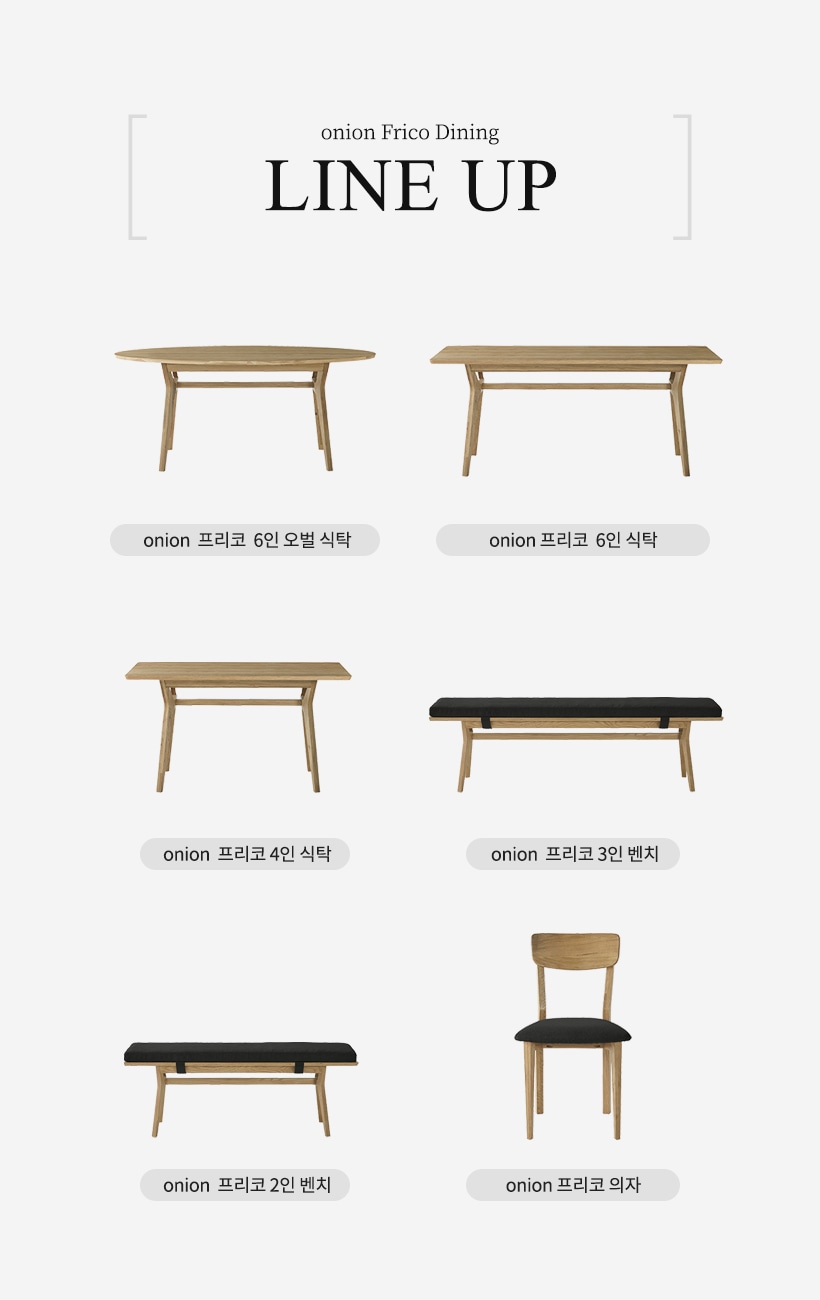 onion Frico Dining
LINE UP
onion 프리코 6인 오벌 식탁
onion 프리코 6인 식탁
onion 프리코 4인 식탁
onion 프리코 3인 벤치
onion 프리코 2인 벤치
onion 프리코 의자